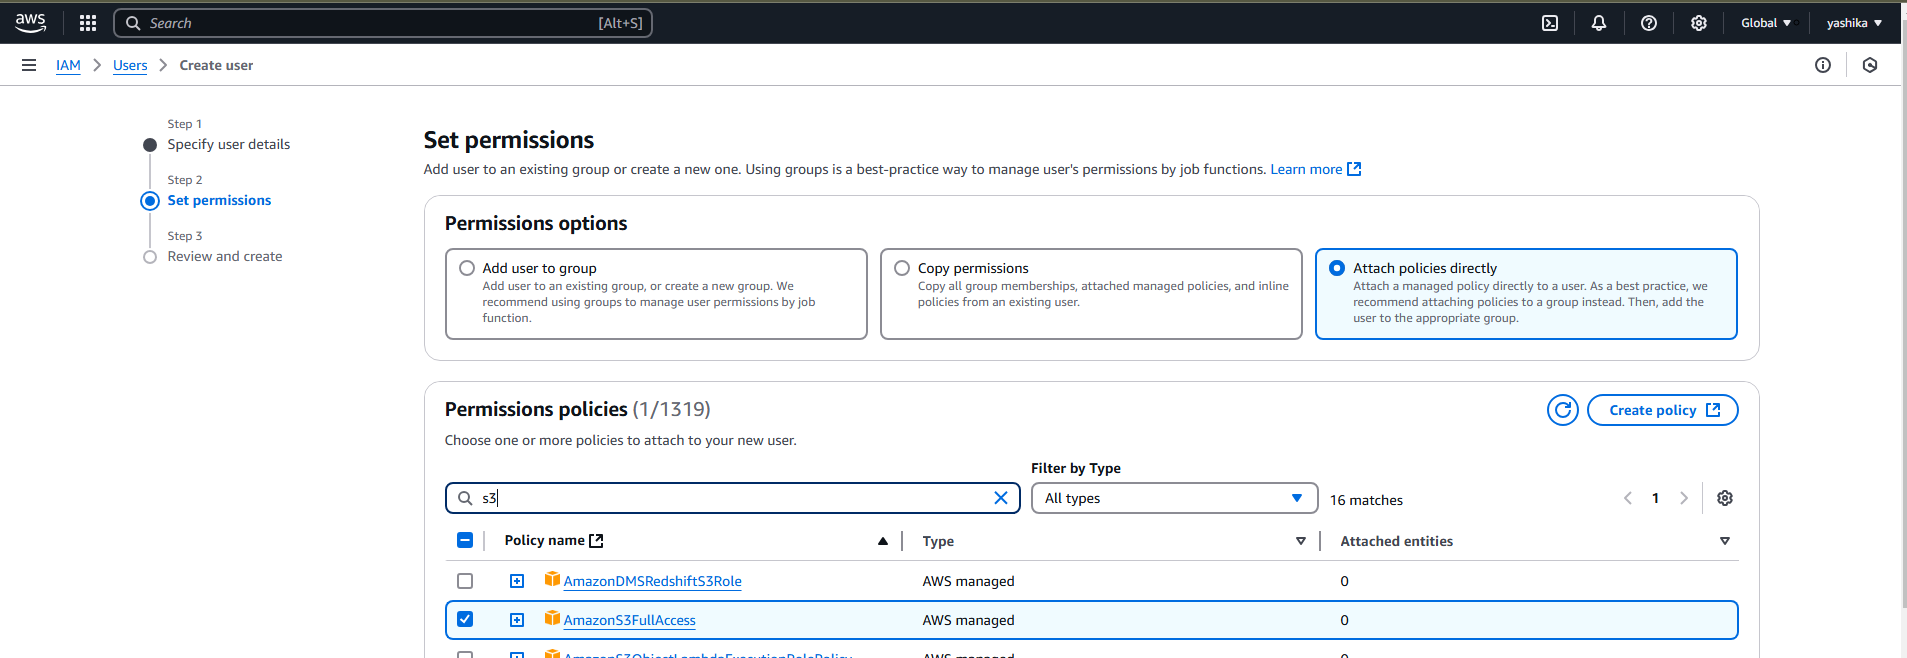 aws
Search [Alt+S]
Global
yashika
IAM Users Create user
Step 1
Specify user details
Step 2
Set permissions
Step 3
Review and create
Set permissions
Add user to an existing group or create a new one. Using groups is a best-practice way to manage user's permissions by job functions. Learn more
Permissions options
Add user to group
Add user to an existing group, or create a new group. We
recommend using groups to manage user permissions by job
function.
Copy permissions
Copy all group memberships, attached managed policies, and inline
policies from an existing user.
Attach policies directly
Attach a managed policy directly to a user. As a best practice, we
recommend attaching policies to a group instead. Then, add the
user to the appropriate group.
Permissions policies (1/1319)
Create policy
Choose one or more policies to attach to your new user.
Filter by Type
s3
All types
16 matches
1
Policy name Type Attached entities
AmazonDMSRedshiftS3Role AWS managed 0
AmazonS3FullAccess AWS managed 0
AmazonS3ObjectLambdaExecutionRolePolicy AWS managed 0